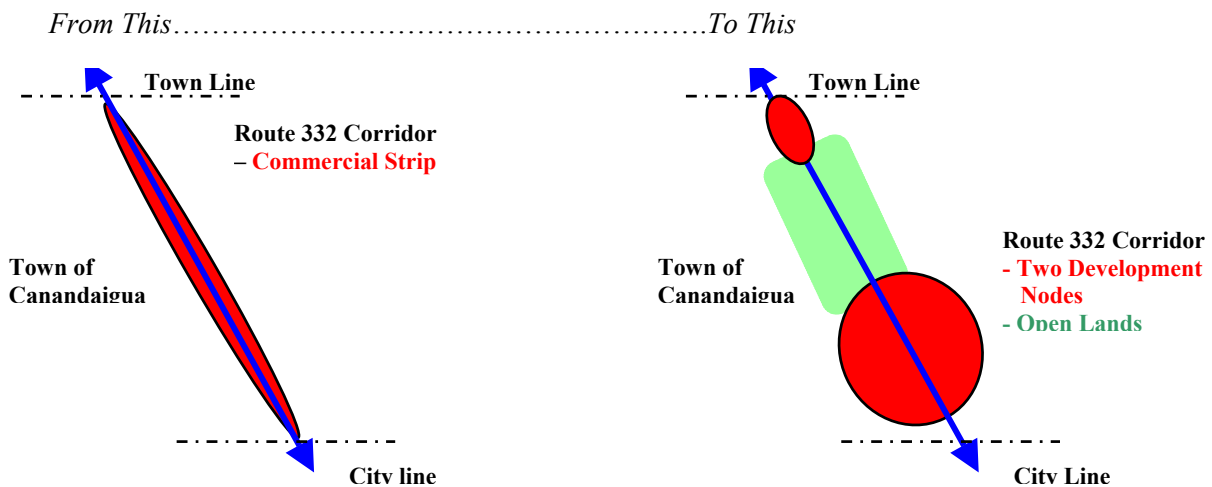 From This…………………………………………………….To This
Town Line
Route 332 Corridor
– Commercial Strip
Town of
Canandaigua
City line
Town Line
Route 332 Corridor
- Two Development
Nodes
- Open Lands
Town of
Canandaigua
City Line